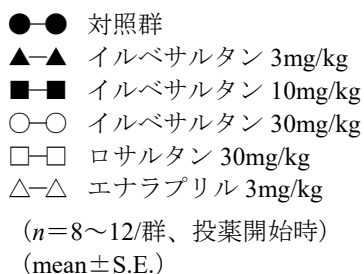 ●─● 対照群
▲─▲ イルベサルタン 3mg/kg
■─■ イルベサルタン 10mg/kg
○─○ イルベサルタン 30mg/kg
□─□ ロサルタン 30mg/kg
△─△ エナラプリル 3mg/kg
（n＝8～12/群、投薬開始時）
（mean±S.E.）